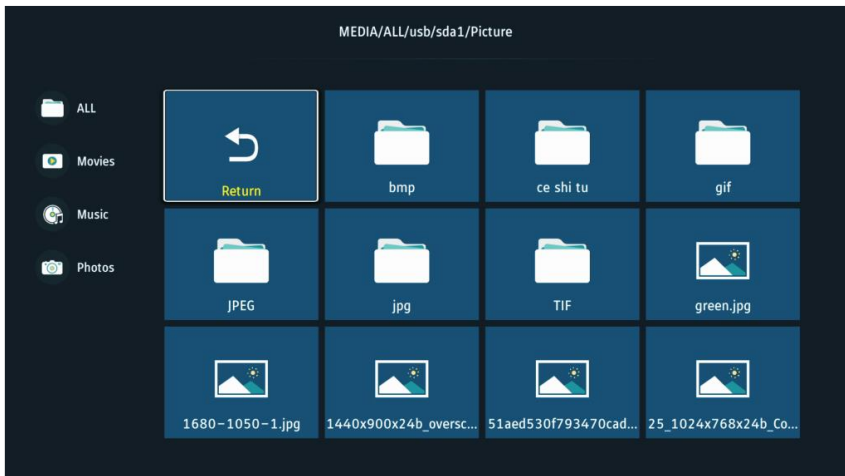 MEDIA/ALL/usb/sda1/Picture
ALL
Movies
Music
Photos
Return
bmp
ce shi tu
gif
JPEG
jpg
TIF
green.jpg
1680-1050-1.jpg
1440x900x24b_oversc...
51aed530f793470cad...
25_1024x768x24b_Co...